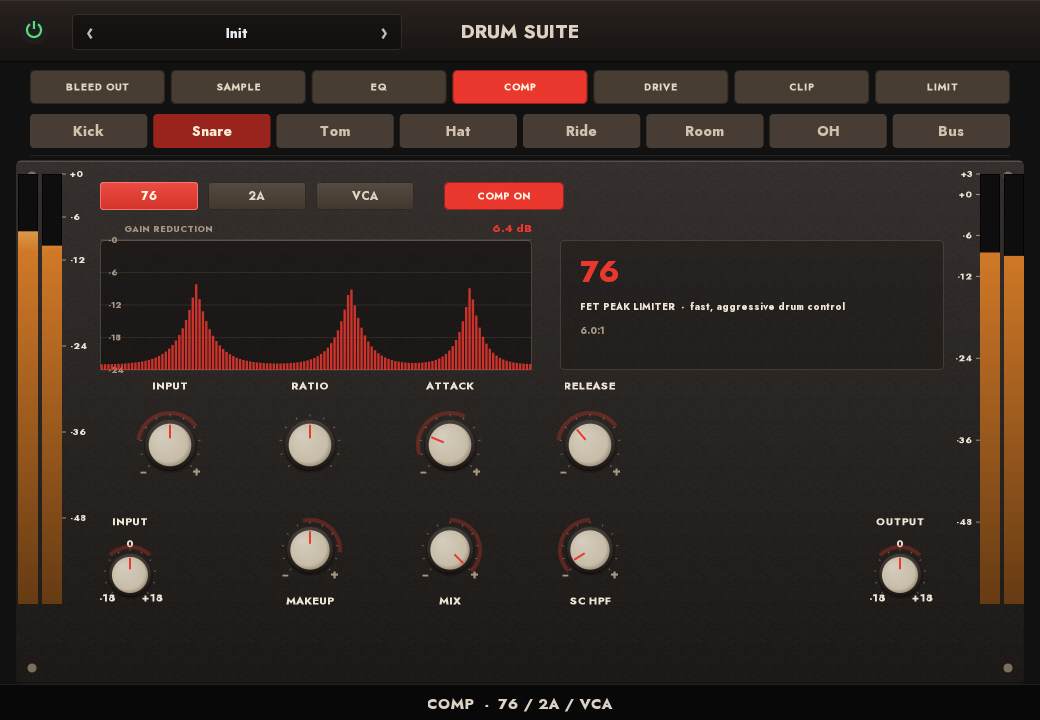 Init
DRUM SUITE
BLEED OUT SAMPLE EQ COMP DRIVE CLIP LIMIT
Kick Snare Tom Hat Ride Room OH Bus
76 2A VCA COMP ON
GAIN REDUCTION 6.4 dB
-0
-6
-12
-18
-24
76
FET PEAK LIMITER - fast, aggressive drum control
6.0:1
+0
-6
-12
-24
-36
-48
+3
+0
-6
-12
-24
-36
-48
INPUT RATIO ATTACK RELEASE
- + - + - +
INPUT
0
-18 +18
- + - + - +
MAKEUP MIX SC HPF
OUTPUT
0
-18 +18
COMP - 76 / 2A / VCA